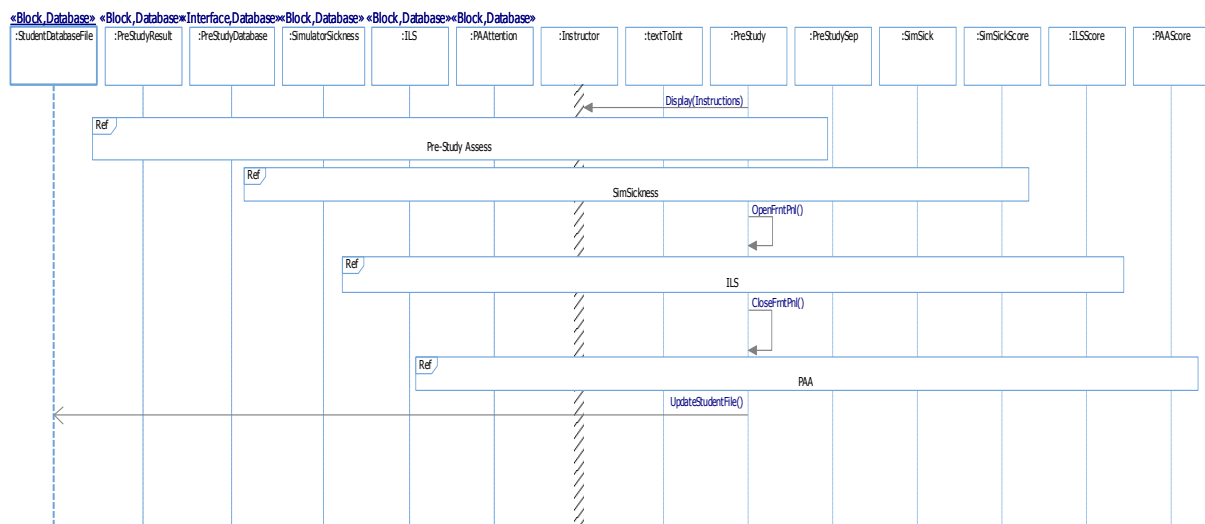 «Block,Database» «Block,Database» «Interface,Database» «Block,Database» «Block,Database» «Block,Database»
:StudentDatabaseFile :PreStudyResult :PreStudyDatabase :SimulatorSickness :ILS :PAAttention :Instructor :textToInt :PreStudy :PreStudySep :SimSick :SimSickScore :ILSScore :PAAScore
Display(Instructions)
Ref
Pre-Study Assess
Ref
SimSickness
OpenFrntPnl()
Ref
ILS
CloseFrntPnl()
Ref
PAA
UpdateStudentFile()